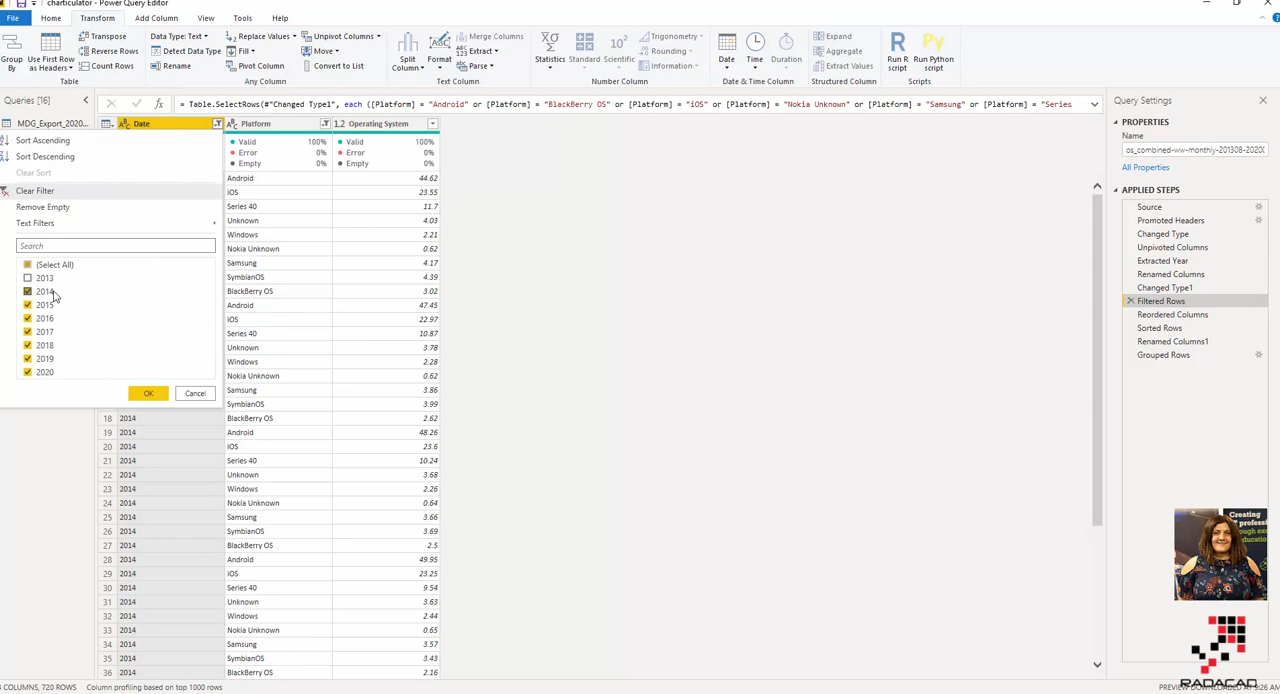 charticulator - Power Query Editor
File Home Transform Add Column View Tools Help
Group By
Use First Row as Headers
Transpose
Reverse Rows
Count Rows
Table
Data Type: Text
Detect Data Type
Rename
Replace Values
Fill
Pivot Column
Unpivot Columns
Move
Convert to List
Any Column
Split Column
Format
Merge Columns
Extract
Parse
Text Column
Statistics
Standard
Scientific
Trigonometry
Rounding
Information
Number Column
Date
Time
Duration
Date & Time Column
Expand
Aggregate
Extract Values
Structured Column
Run R script
Run Python script
Scripts
Queries [16]
MDG_Export_2020...
= Table.SelectRows(#"Changed Type1", each ([Platform] = "Android" or [Platform] = "BlackBerry OS" or [Platform] = "iOS" or [Platform] = "Nokia Unknown" or [Platform] = "Samsung" or [Platform] = "Series
Date Platform 1.2 Operating System
Valid 100% Valid 100%
Error 0% Error 0%
Empty 0% Empty 0%
Sort Ascending
Sort Descending
Clear Sort
Clear Filter
Remove Empty
Text Filters
Search
(Select All)
2013
2014
2015
2016
2017
2018
2019
2020
OK Cancel
Android 44.62
iOS 23.55
Series 40 11.7
Unknown 4.03
Windows 2.21
Nokia Unknown 0.62
Samsung 4.17
SymbianOS 4.39
BlackBerry OS 3.02
Android 47.45
iOS 22.97
Series 40 10.87
Unknown 3.78
Windows 2.28
Nokia Unknown 0.62
Samsung 3.86
SymbianOS 3.99
18 2014 BlackBerry OS 2.62
19 2014 Android 48.26
20 2014 iOS 23.6
21 2014 Series 40 10.24
22 2014 Unknown 3.68
23 2014 Windows 2.26
24 2014 Nokia Unknown 0.64
25 2014 Samsung 3.66
26 2014 SymbianOS 3.69
27 2014 BlackBerry OS 2.5
28 2014 Android 49.95
29 2014 iOS 23.25
30 2014 Series 40 9.54
31 2014 Unknown 3.63
32 2014 Windows 2.44
33 2014 Nokia Unknown 0.65
34 2014 Samsung 3.57
35 2014 SymbianOS 3.43
36 2014 BlackBerry OS 2.16
COLUMNS, 720 ROWS Column profiling based on top 1000 rows
Query Settings
PROPERTIES
Name
os_combined-ww-monthly-201308-2020
All Properties
APPLIED STEPS
Source
Promoted Headers
Changed Type
Unpivoted Columns
Extracted Year
Renamed Columns
Changed Type1
Filtered Rows
Reordered Columns
Sorted Rows
Renamed Columns1
Grouped Rows
Creating
RADACAD
PREVIEW DOWNLOADED AT 9:26 AM